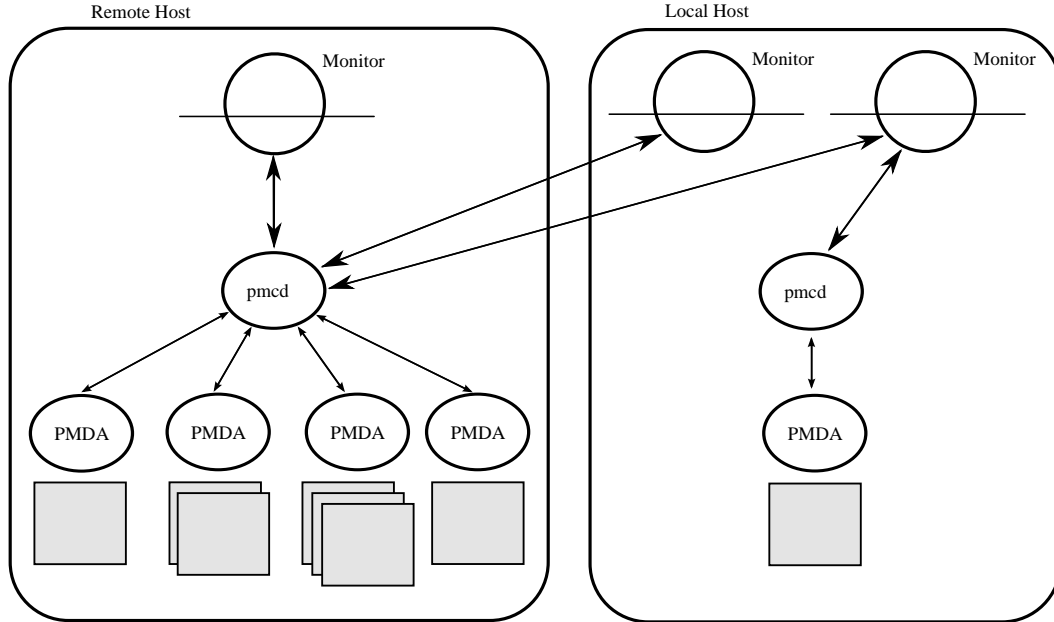 Remote Host
Local Host
Monitor
Monitor
Monitor
pmcd
pmcd
PMDA
PMDA
PMDA
PMDA
PMDA